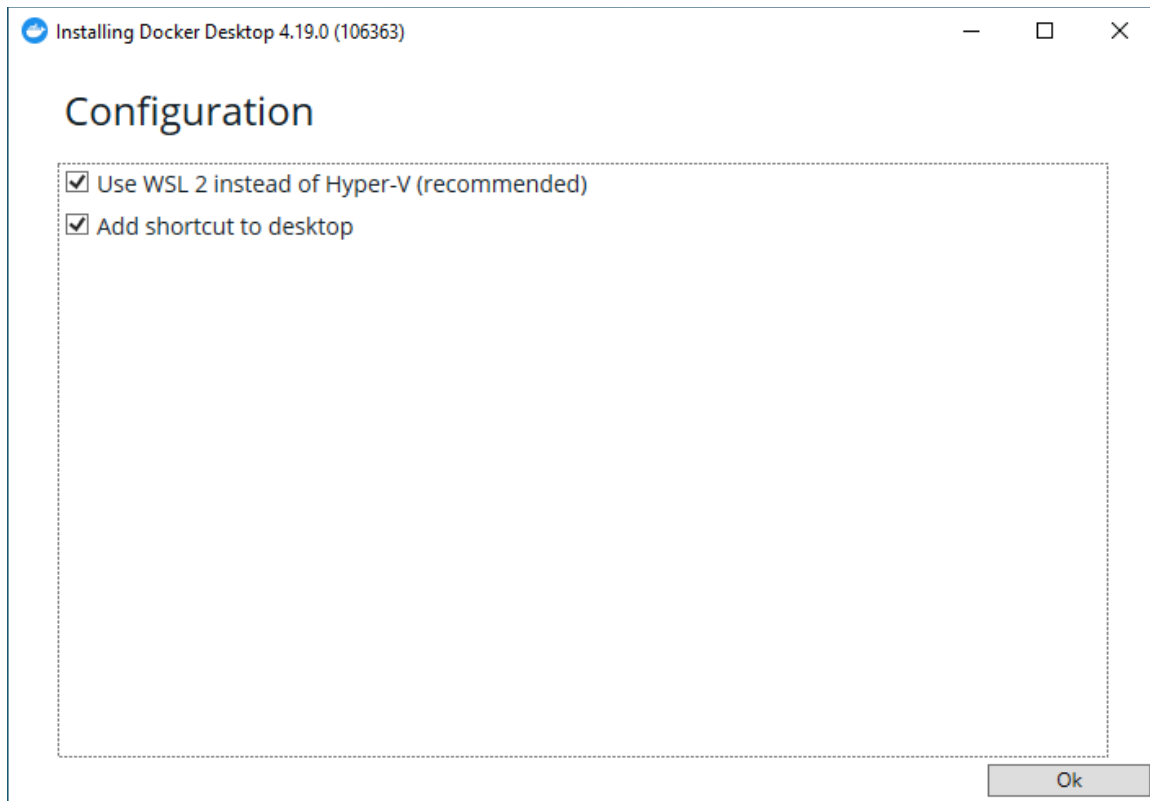 Installing Docker Desktop 4.19.0 (106363)
Configuration
Use WSL 2 instead of Hyper-V (recommended)
Add shortcut to desktop
Ok